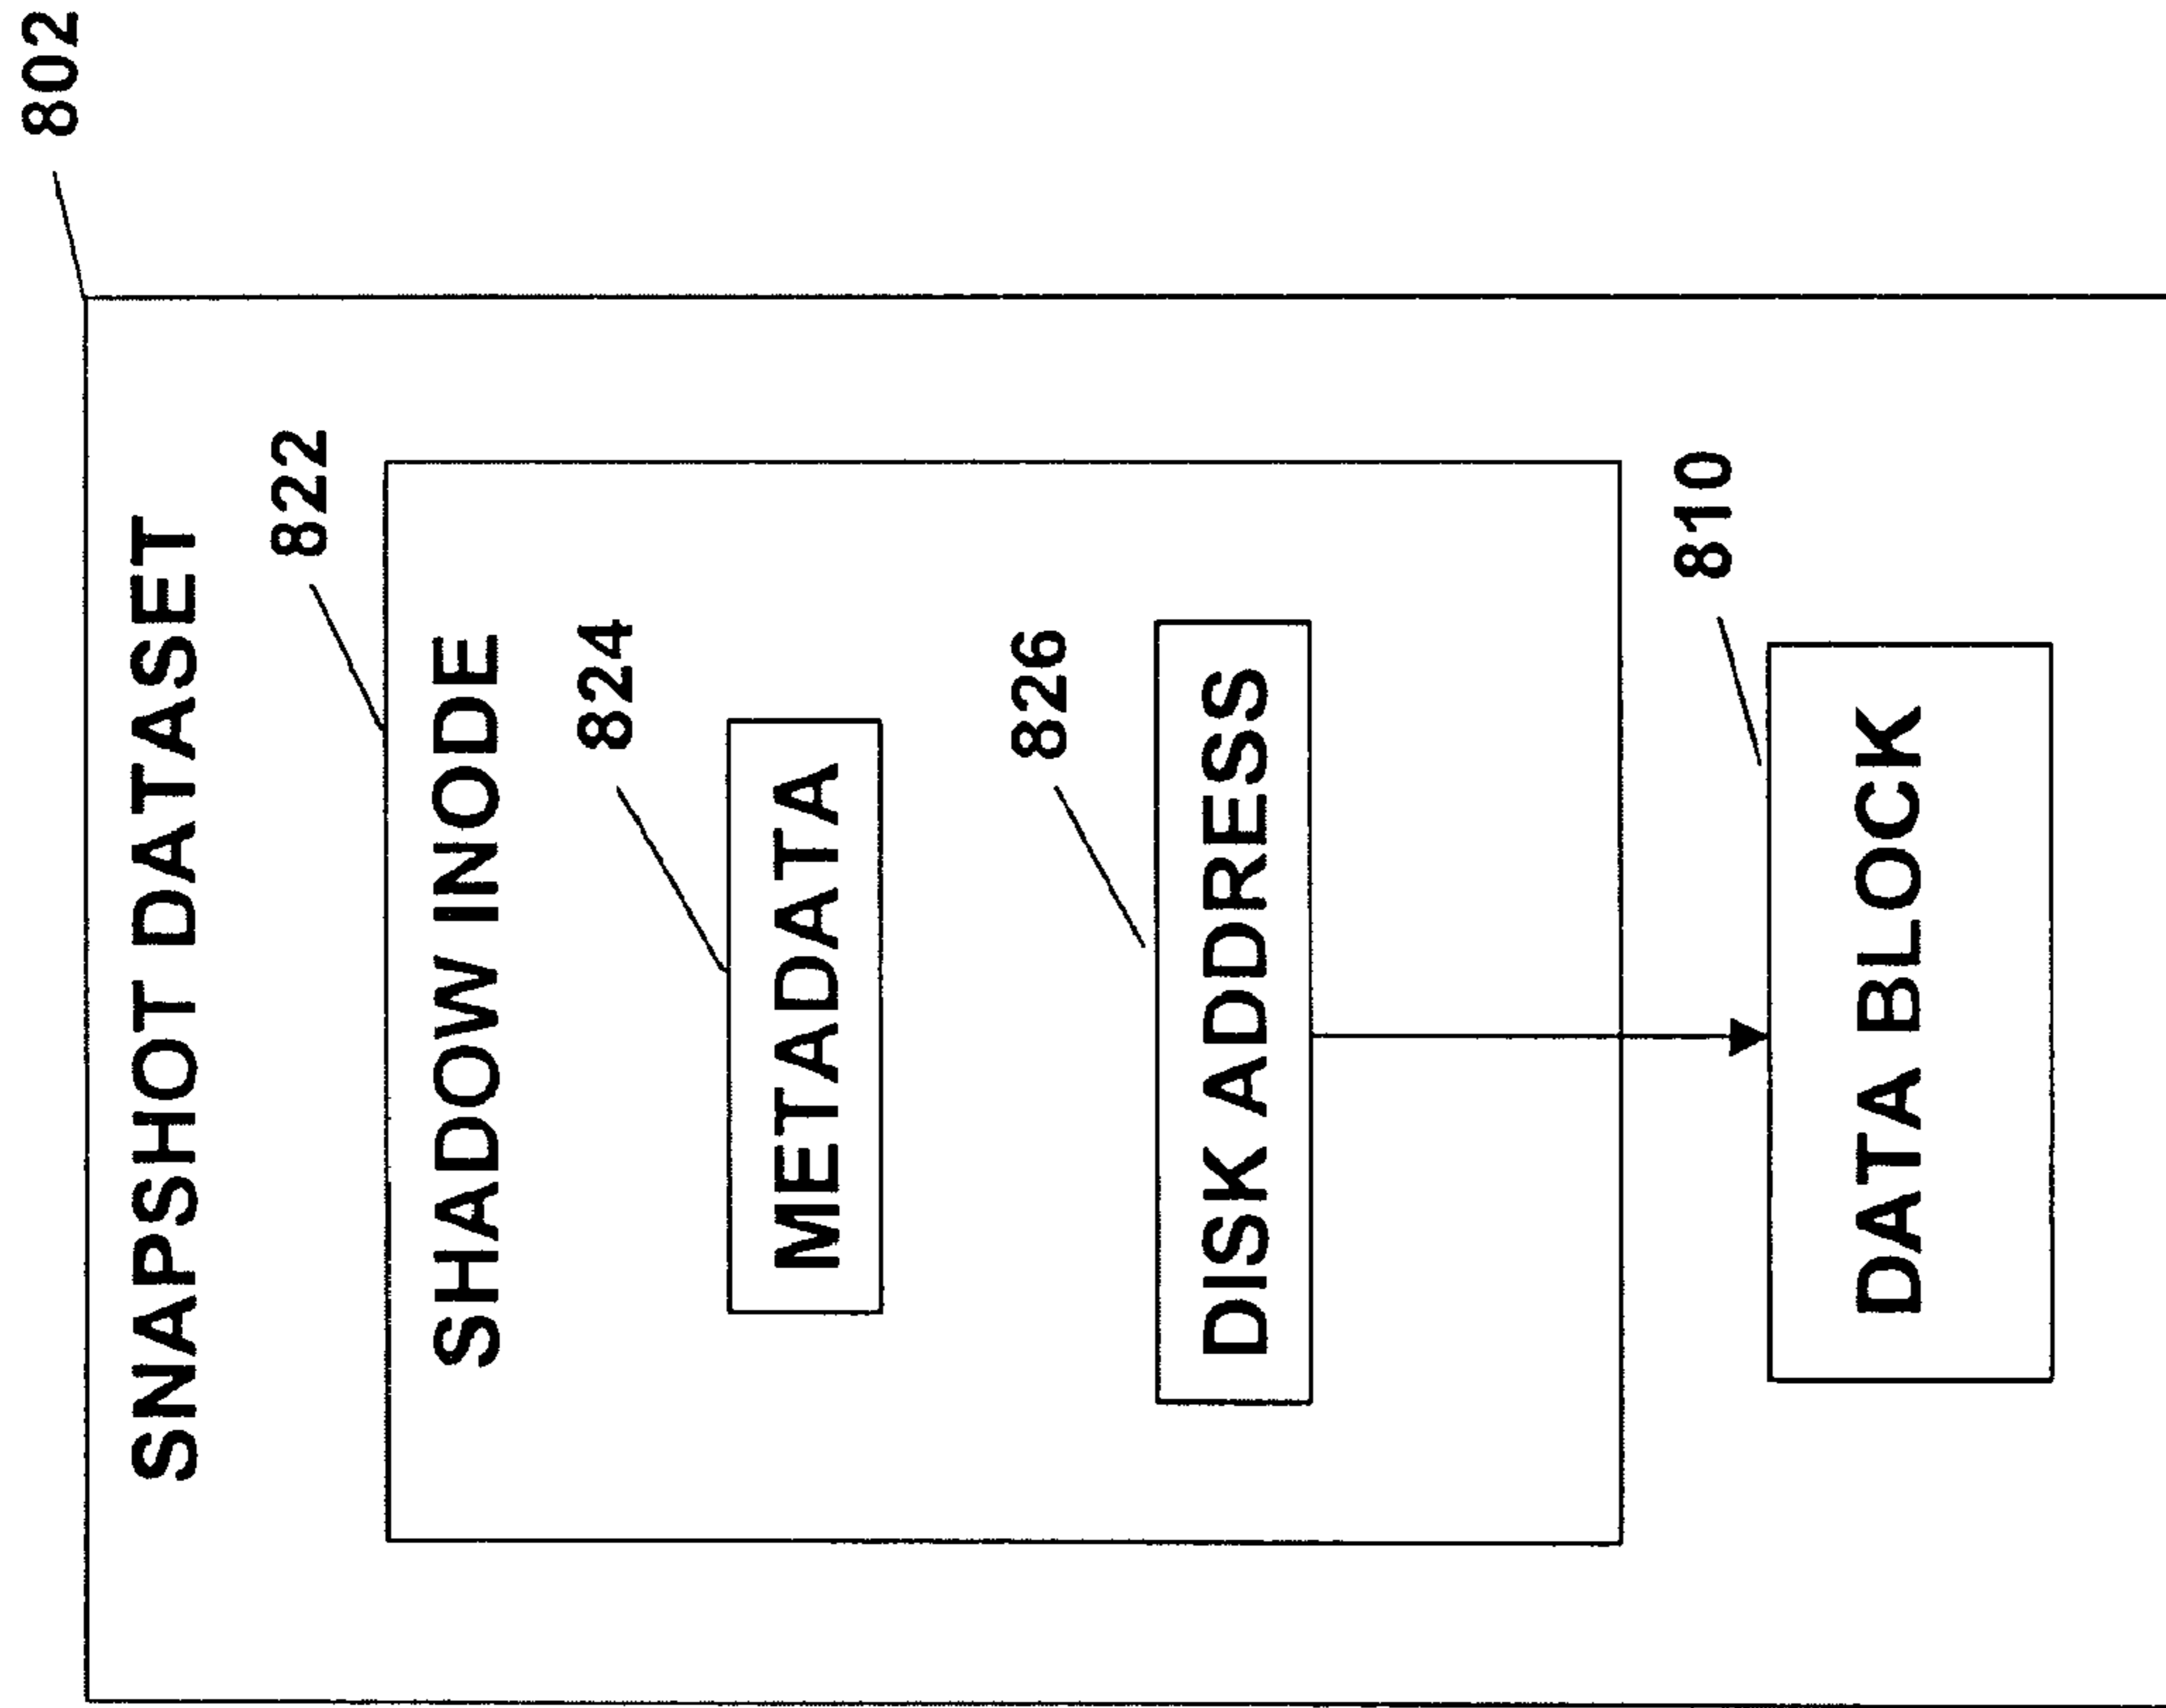 802
SNAPSHOT DATASET
822
SHADOW INODE
824
METADATA
826
DISK ADDRESS
810
DATA BLOCK